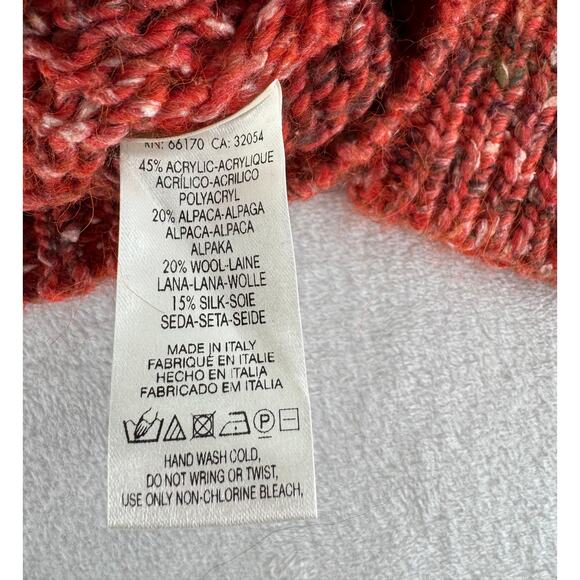 RN: 66170 CA: 32054
45% ACRYLIC-ACRYLIQUE
ACRÍLICO-ACRILICO
POLYACRYL
20% ALPACA-ALPAGA
ALPACA-ALPACA
ALPAKA
20% WOOL-LAINE
LANA-LANA-WOLLE
15% SILK-SOIE
SEDA-SETA-SEIDE
MADE IN ITALY
FABRIQUÉ EN ITALIE
HECHO EN ITALIA
FABRICADO EM ITÁLIA
P
HAND WASH COLD,
DO NOT WRING OR TWIST,
USE ONLY NON-CHLORINE BLEACH,